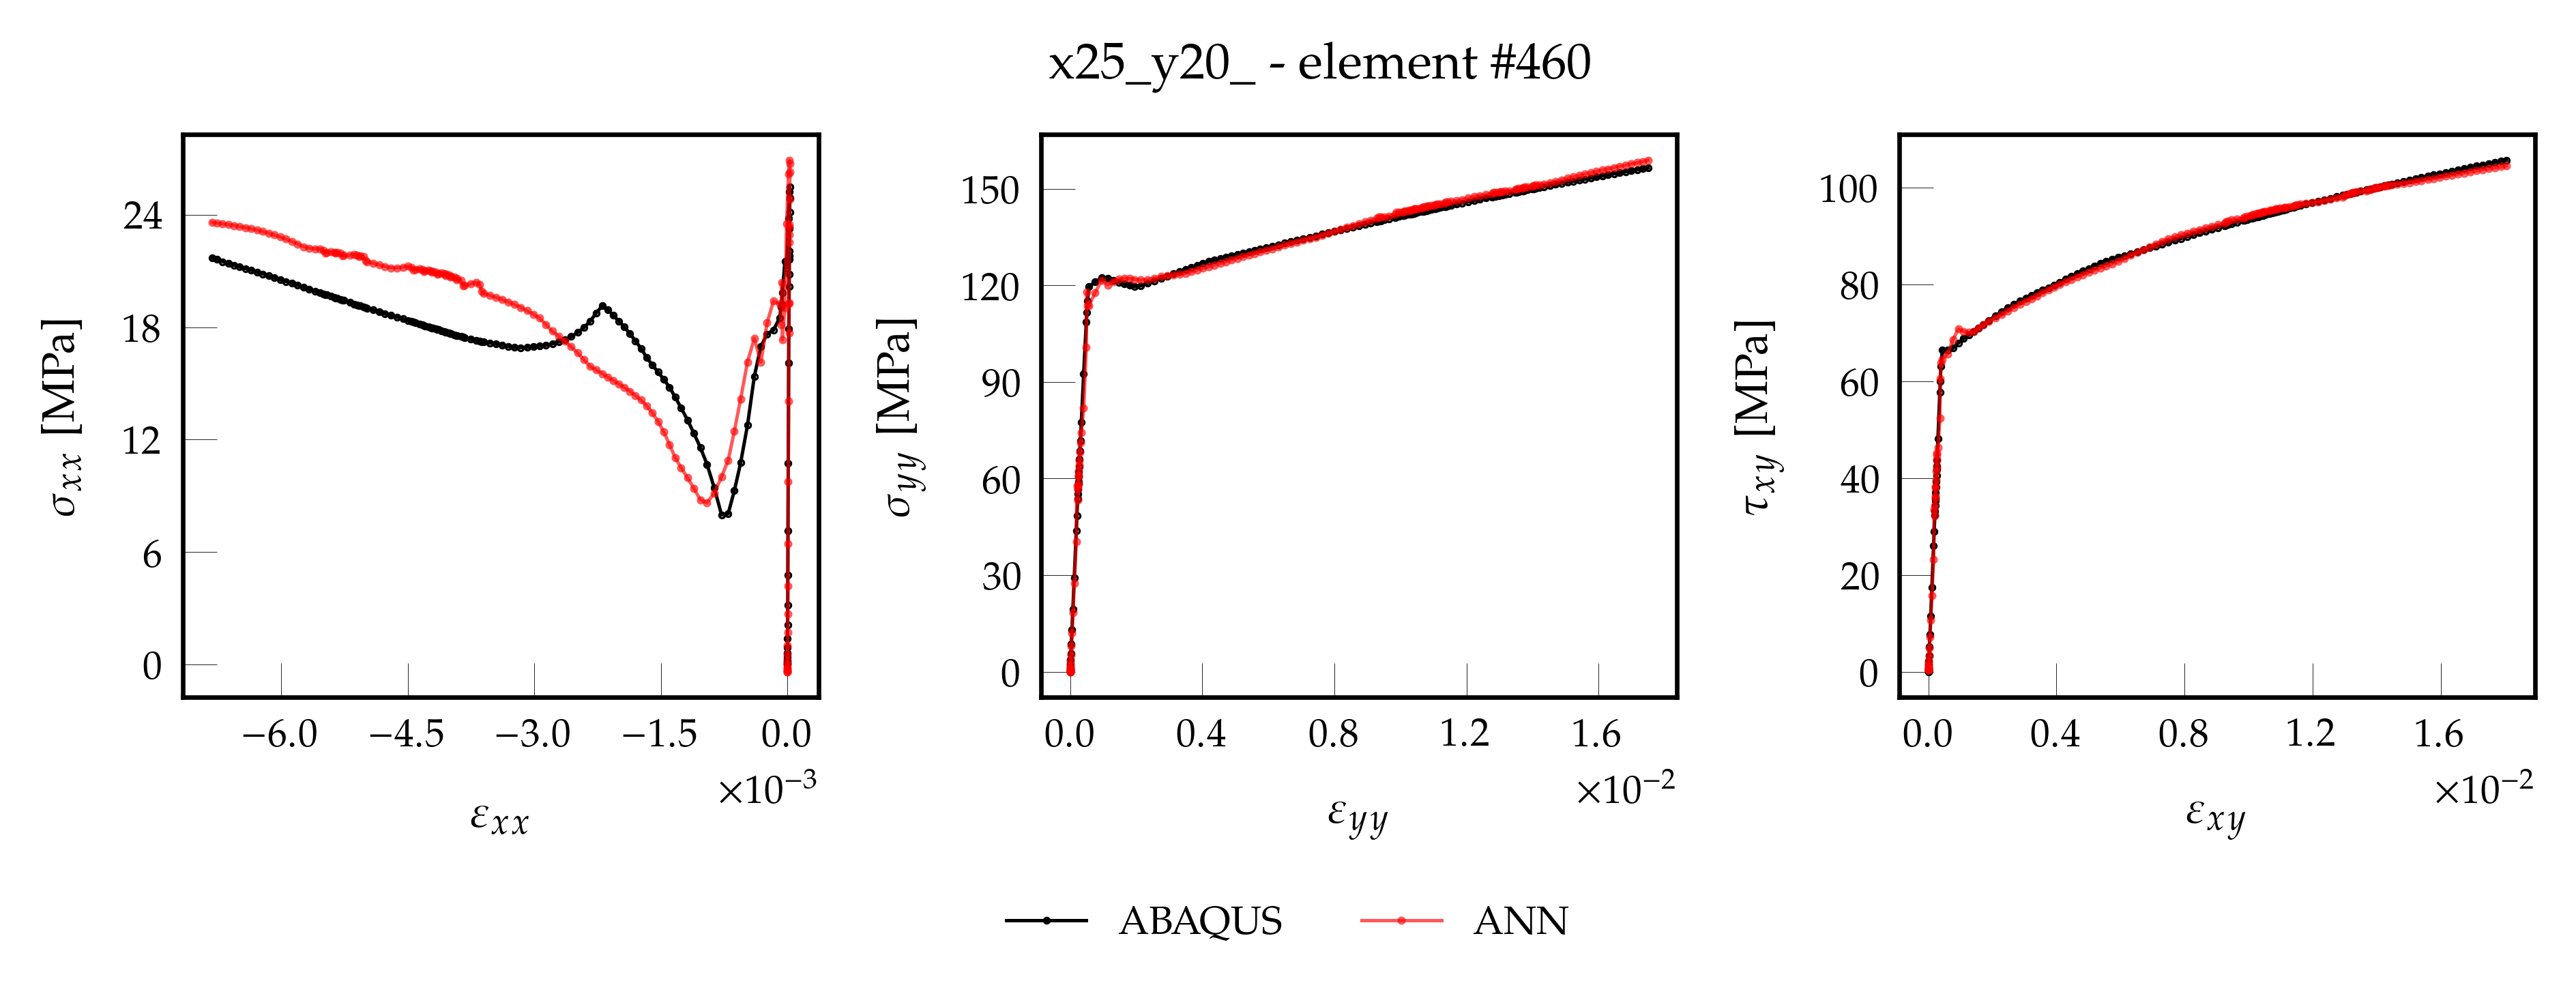 x25_y20_ - element #460
σxx [MPa]
24
18
12
6
0
−6.0 −4.5 −3.0 −1.5 0.0
×10−3
εxx
σyy [MPa]
150
120
90
60
30
0
0.0 0.4 0.8 1.2 1.6
×10−2
εyy
τxy [MPa]
100
80
60
40
20
0
0.0 0.4 0.8 1.2 1.6
×10−2
εxy
ABAQUS ANN